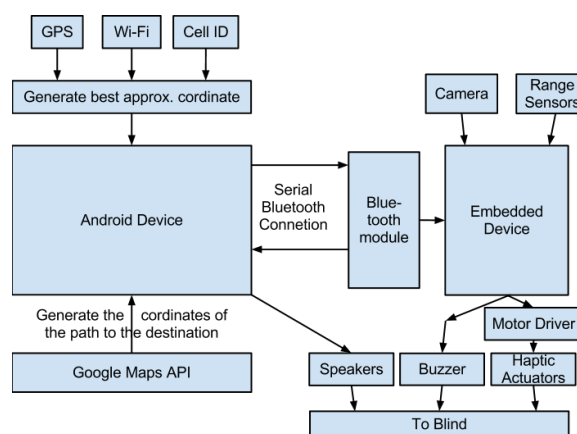 GPS
Wi-Fi
Cell ID
Generate best approx. cordinate
Camera
Range
Sensors
Android Device
Serial
Bluetooth
Connetion
Blue-
tooth
module
Embedded
Device
Generate the cordinates of
the path to the destination
Motor Driver
Google Maps API
Speakers
Buzzer
Haptic
Actuators
To Blind